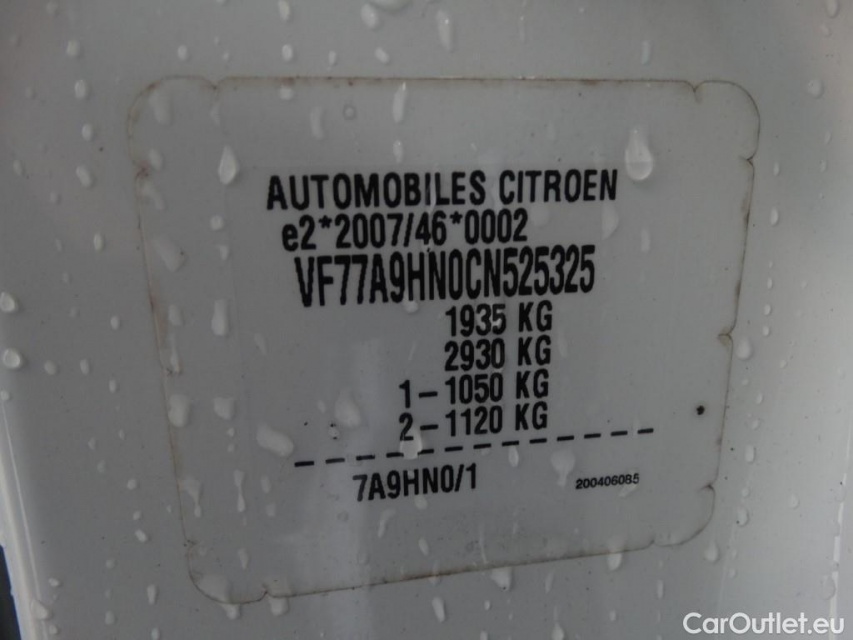 AUTOMOBILES CITROEN
e2*2007/46*0002
VF77A9HN0CN525325
1935 KG
2930 KG
1-1050 KG
2-1120 KG
7A9HN0/1 200406085
CarOutlet.eu